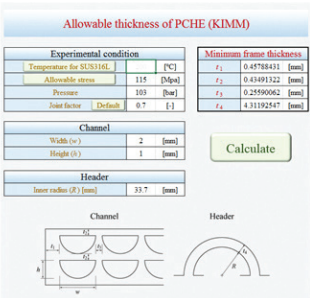 Allowable thickness of PCHE (KIMM)
Experimental condition
Temperature for SUS316L [℃]
Allowable stress 115 [Mpa]
Pressure 103 [bar]
Joint factor Default 0.7 [-]
Minimum frame thickness
t1 0.45788431 [mm]
t2 0.43491322 [mm]
t3 0.25590062 [mm]
t4 4.31192547 [mm]
Channel
Width (w) 2 [mm]
Height (h) 1 [mm]
Calculate
Header
Inner radius (R) [mm] 33.7 [mm]
Channel
Header
t2
t1
t3
t2
h
w
t4
R